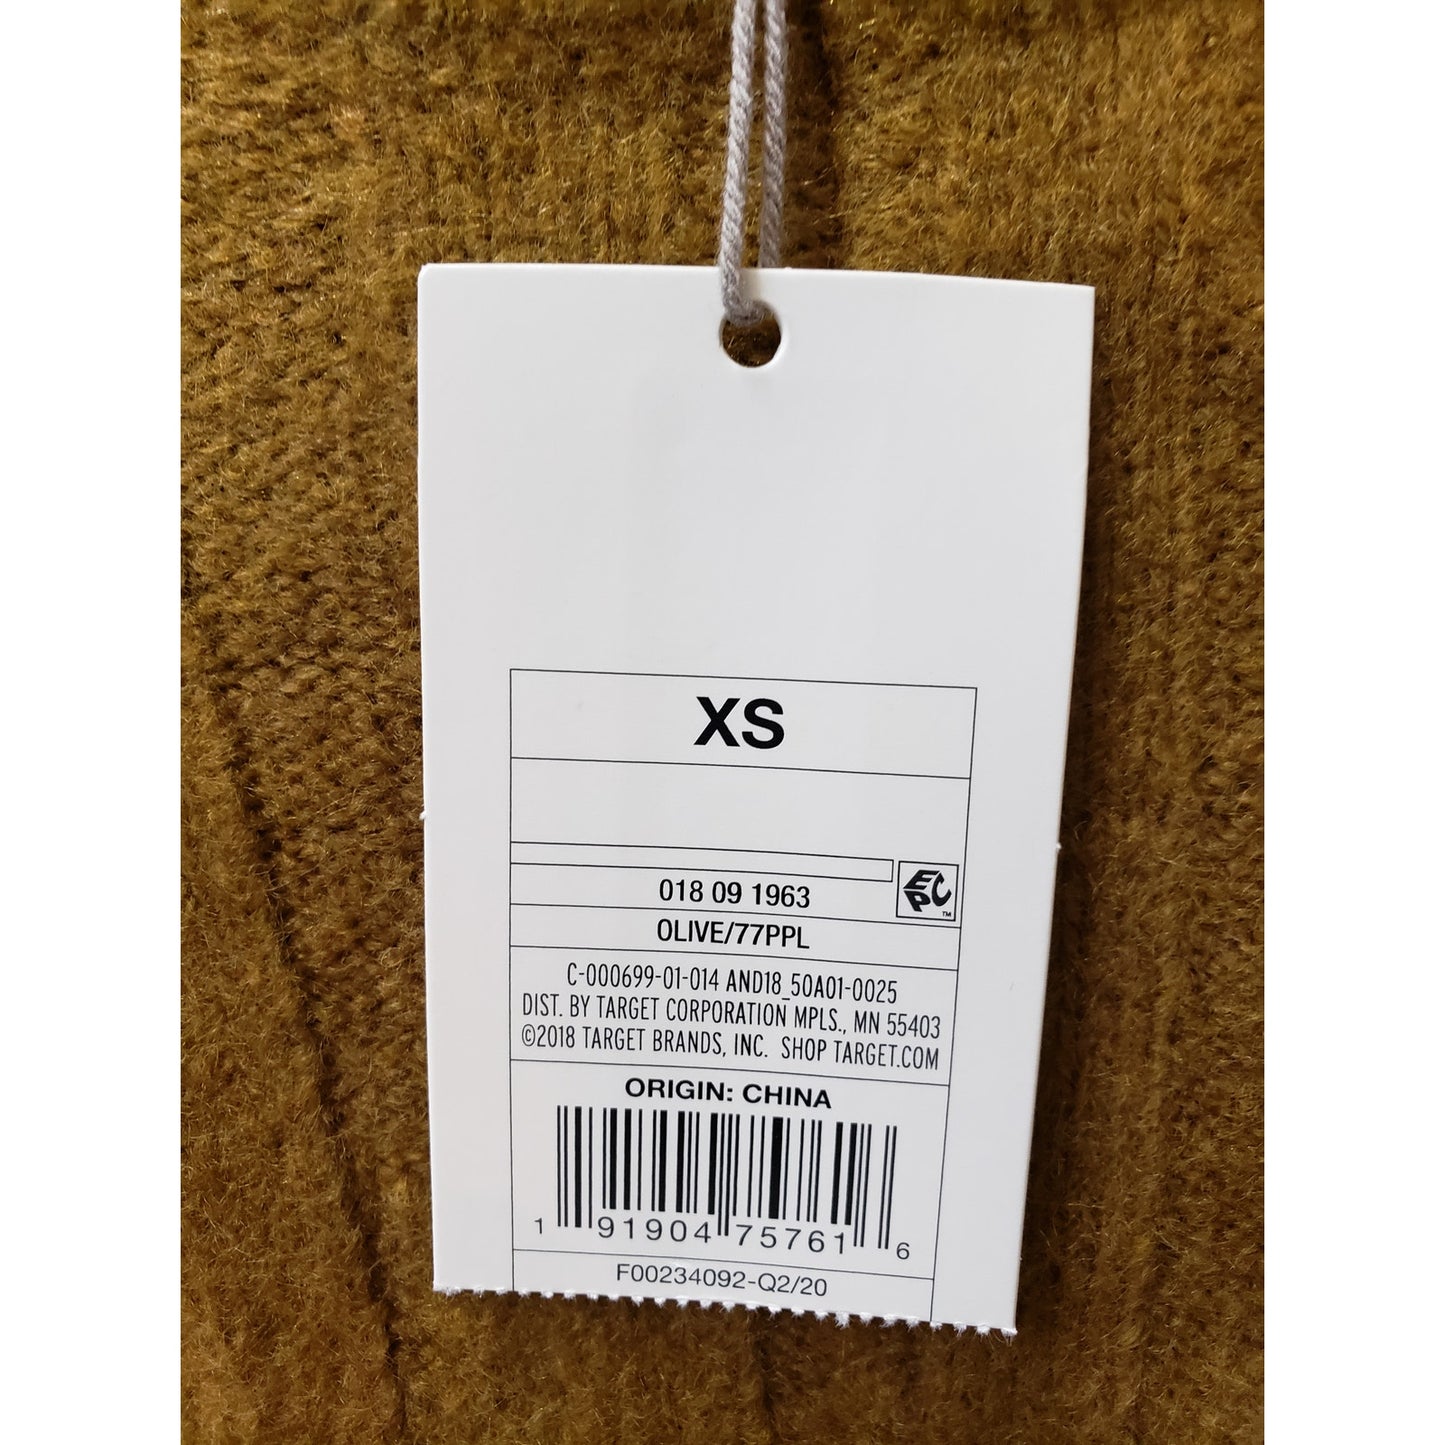 XS
EPC™
018 09 1963
OLIVE/77PPL
C-000699-01-014 AND18_50A01-0025
DIST. BY TARGET CORPORATION MPLS., MN 55403
©2018 TARGET BRANDS, INC. SHOP TARGET.COM
ORIGIN: CHINA
1 91904 75761 6
F00234092-Q2/20